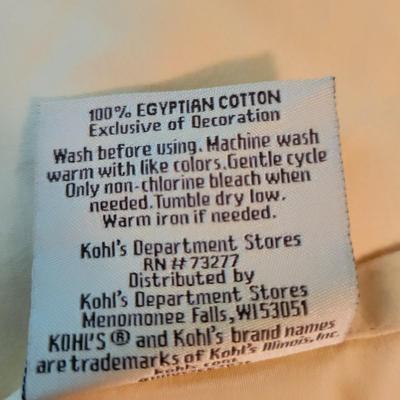 100% EGYPTIAN COTTON
Exclusive of Decoration
Wash before using. Machine wash
warm with like colors. Gentle cycle
Only non-chlorine bleach when
needed. Tumble dry low.
Warm iron if needed.
Kohl's Department Stores
RN # 73277
Distributed by
Kohl's Department Stores
Menomonee Falls, WI 53051
KOHL'S® and Kohl's brand names
are trademarks of Kohl's Illinois, Inc.